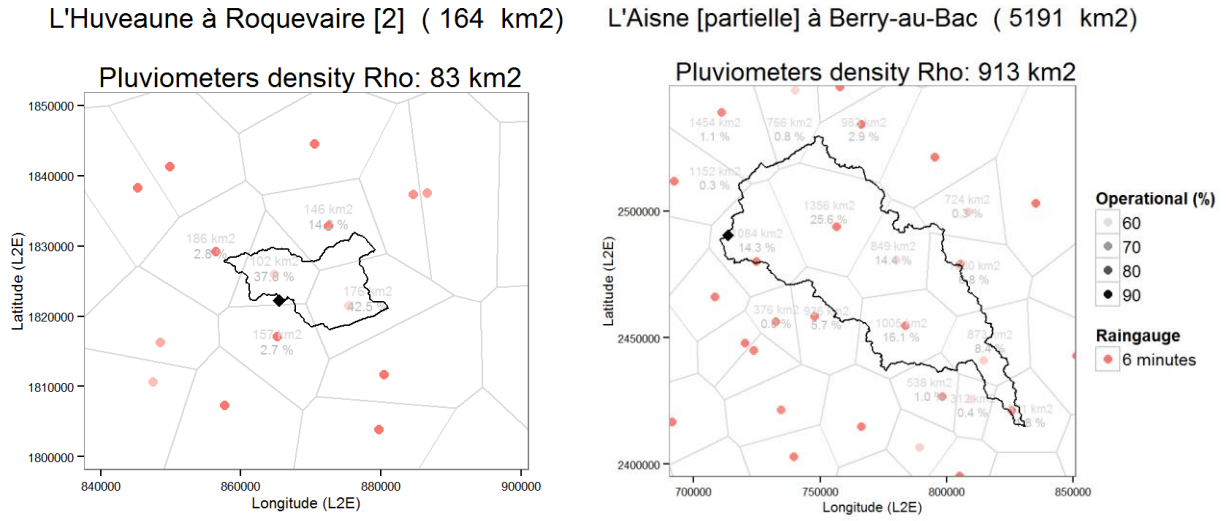 L'Huveaune à Roquevaire [2] ( 164 km2)
Pluviometers density Rho: 83 km2
1850000
1840000
1830000
1820000
1810000
1800000
Latitude (L2E)
146 km2
186 km2
102 km2
37.8 %
42.5 %
157 km2
2.7 %
840000
860000
880000
900000
Longitude (L2E)
L'Aisne [partielle] à Berry-au-Bac ( 5191 km2)
Pluviometers density Rho: 913 km2
2500000
2450000
2400000
Latitude (L2E)
1454 km2
1.1 %
766 km2
0.8 %
2.9 %
1152 km2
0.3 %
1356 km2
25.6 %
724 km2
0.3 %
14.3 %
849 km2
14.4 %
376 km2
5.7 %
1005 km2
16.1 %
8.4 %
538 km2
1.0 %
0.4 %
700000
750000
800000
850000
Longitude (L2E)
Operational (%)
60
70
80
90
Raingauge
6 minutes